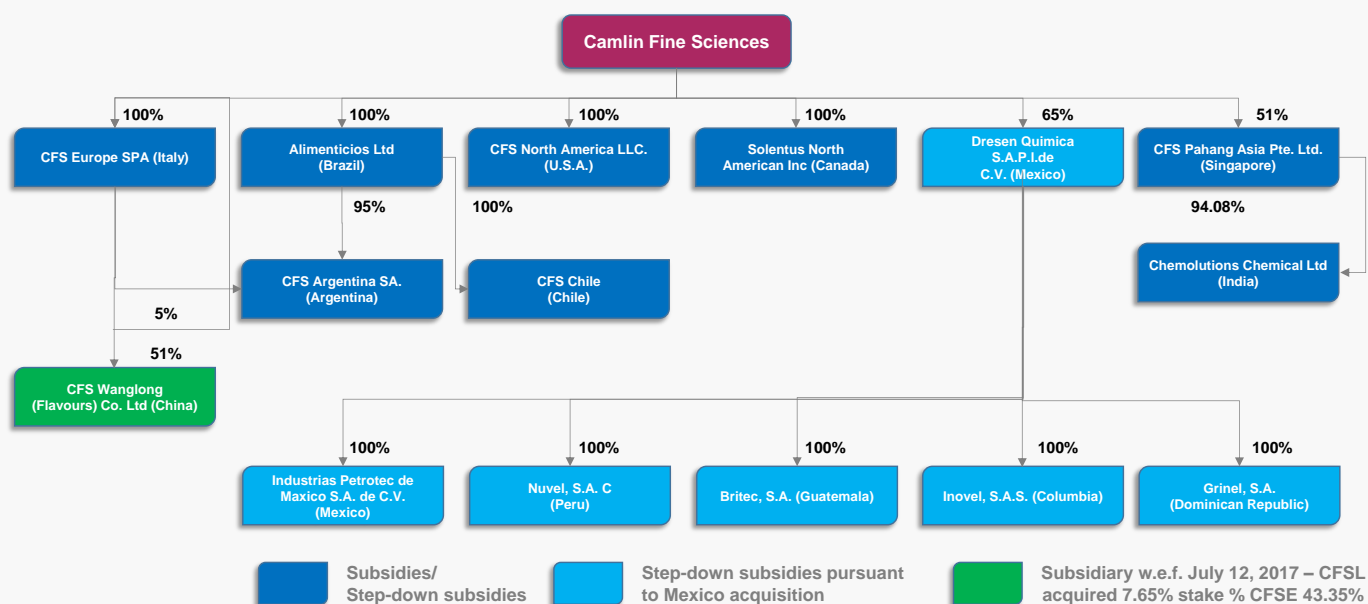 Camlin Fine Sciences
100%
100%
100%
100%
65%
51%
CFS Europe SPA (Italy)
Alimenticios Ltd
(Brazil)
CFS North America LLC.
(U.S.A.)
Solentus North
American Inc (Canada)
Dresen Quimica
S.A.P.I.de
C.V. (Mexico)
CFS Pahang Asia Pte. Ltd.
(Singapore)
95%
100%
94.08%
CFS Argentina SA.
(Argentina)
CFS Chile
(Chile)
Chemolutions Chemical Ltd
(India)
5%
51%
CFS Wanglong
(Flavours) Co. Ltd (China)
100%
100%
100%
100%
100%
Industrias Petrotec de
Maxico S.A. de C.V.
(Mexico)
Nuvel, S.A. C
(Peru)
Britec, S.A. (Guatemala)
Inovel, S.A.S. (Columbia)
Grinel, S.A.
(Dominican Republic)
Subsidies/
Step-down subsidies
Step-down subsidies pursuant
to Mexico acquisition
Subsidiary w.e.f. July 12, 2017 – CFSL
acquired 7.65% stake % CFSE 43.35%